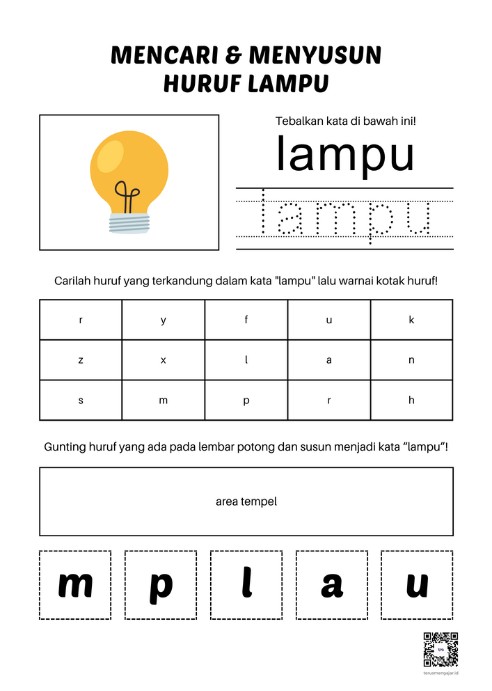 MENCARI & MENYUSUN
HURUF LAMPU
Tebalkan kata di bawah ini!
lampu
lampu
Carilah huruf yang terkandung dalam kata "lampu" lalu warnai kotak huruf!
r y f u k
z x l a n
s m p r h
Gunting huruf yang ada pada lembar potong dan susun menjadi kata "lampu"!
area tempel
m p l a u